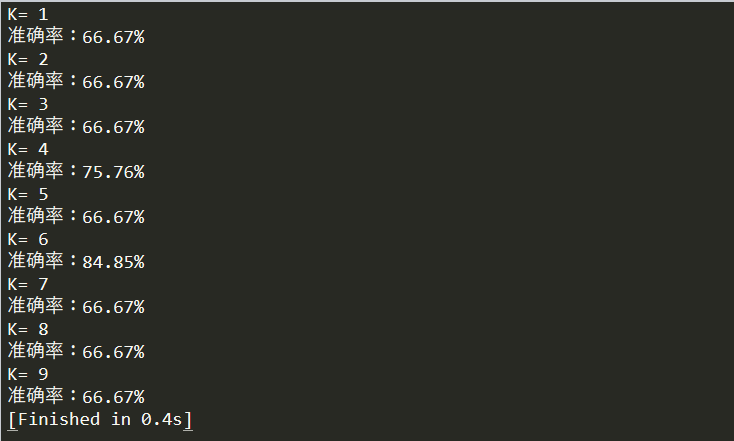 K= 1
准确率：66.67%
K= 2
准确率：66.67%
K= 3
准确率：66.67%
K= 4
准确率：75.76%
K= 5
准确率：66.67%
K= 6
准确率：84.85%
K= 7
准确率：66.67%
K= 8
准确率：66.67%
K= 9
准确率：66.67%
[Finished in 0.4s]